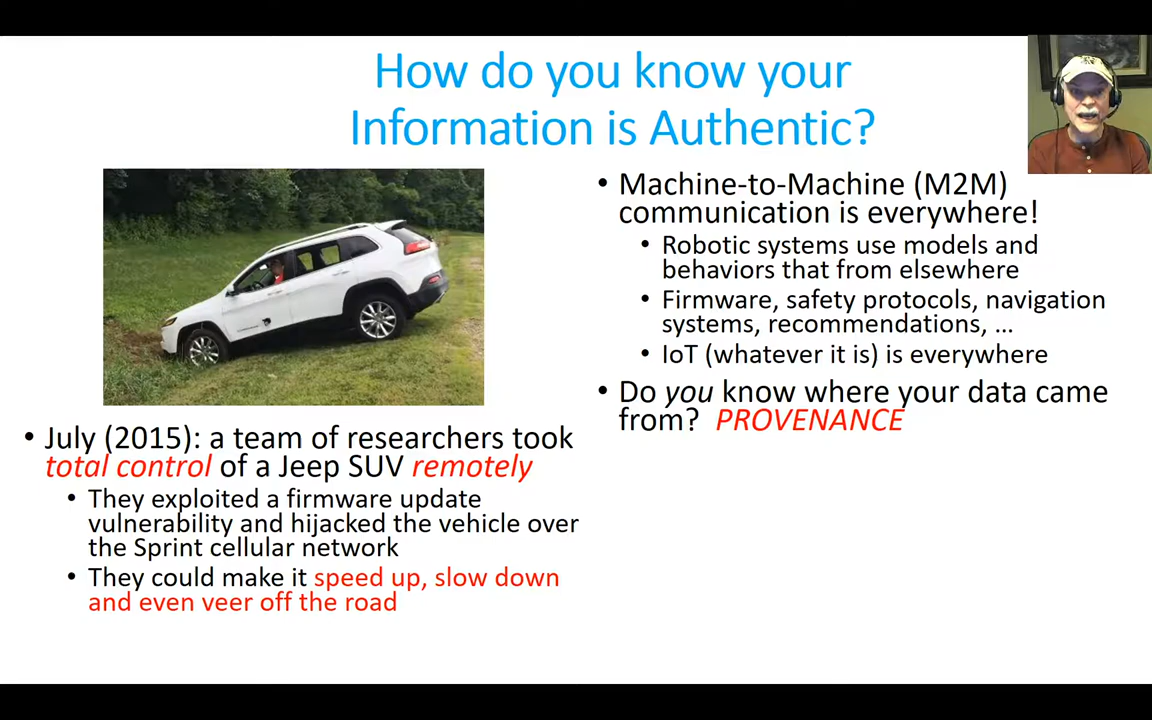 How do you know your
Information is Authentic?
• July (2015): a team of researchers took
total control of a Jeep SUV remotely
• They exploited a firmware update
vulnerability and hijacked the vehicle over
the Sprint cellular network
• They could make it speed up, slow down
and even veer off the road
• Machine-to-Machine (M2M)
communication is everywhere!
• Robotic systems use models and
behaviors that from elsewhere
• Firmware, safety protocols, navigation
systems, recommendations, ...
• IoT (whatever it is) is everywhere
• Do you know where your data came
from? PROVENANCE